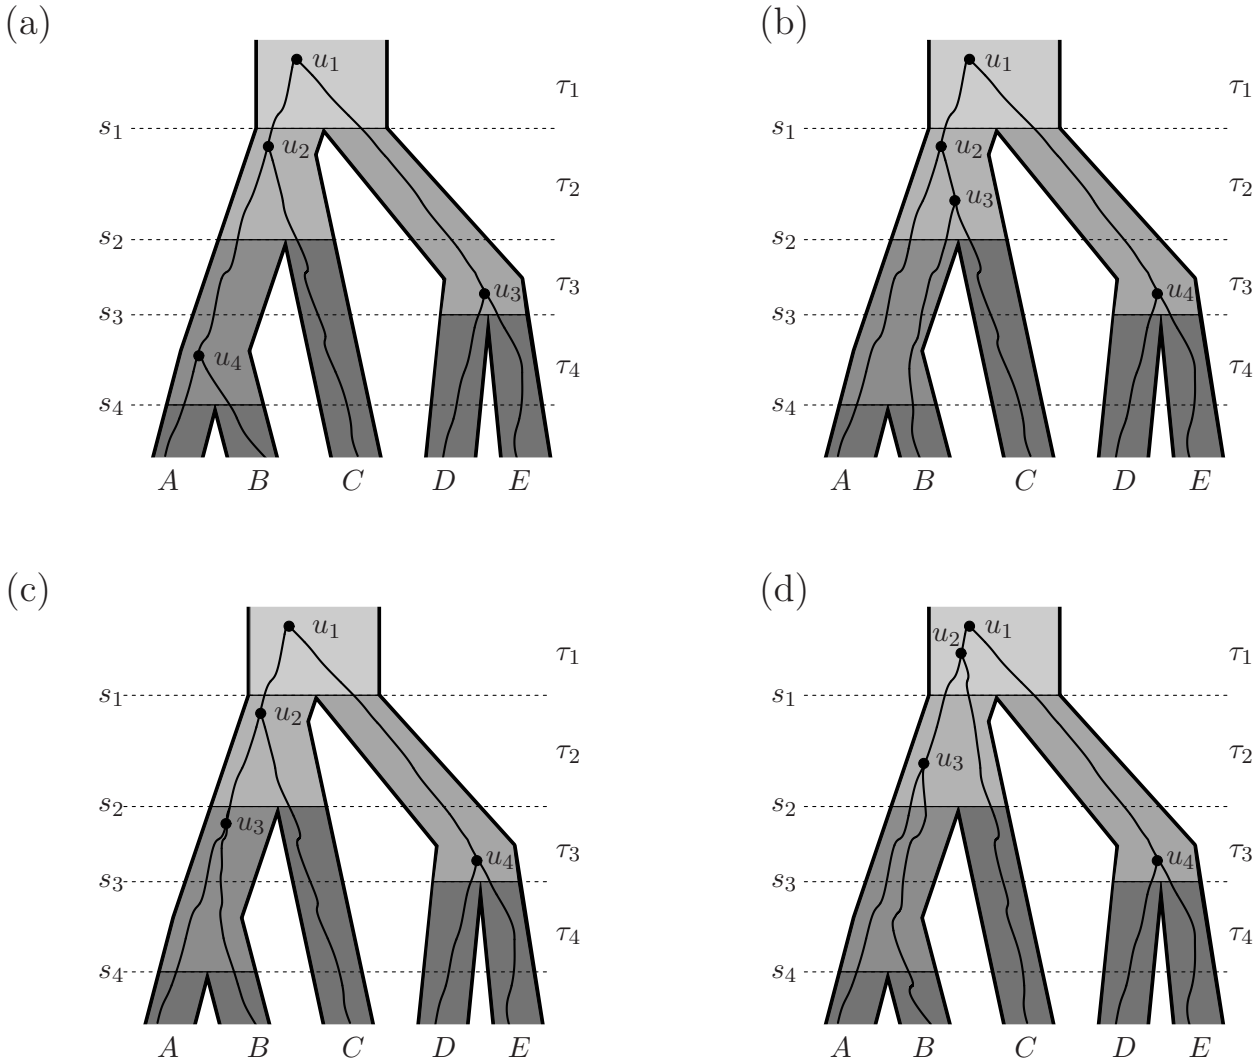 (a) (b)
u₁ u₁
τ₁ τ₁
s₁ s₁
u₂ u₂
τ₂ τ₂
u₃
s₂ s₂
u₃ τ₃ u₄ τ₃
s₃ s₃
u₄ τ₄ τ₄
s₄ s₄
A B C D E A B C D E
(c) (d)
u₁ u₂ u₁
τ₁ τ₁
s₁ s₁
u₂
τ₂ u₃ τ₂
s₂ s₂
u₃
u₄ τ₃ u₄ τ₃
s₃ s₃
τ₄ τ₄
s₄ s₄
A B C D E A B C D E